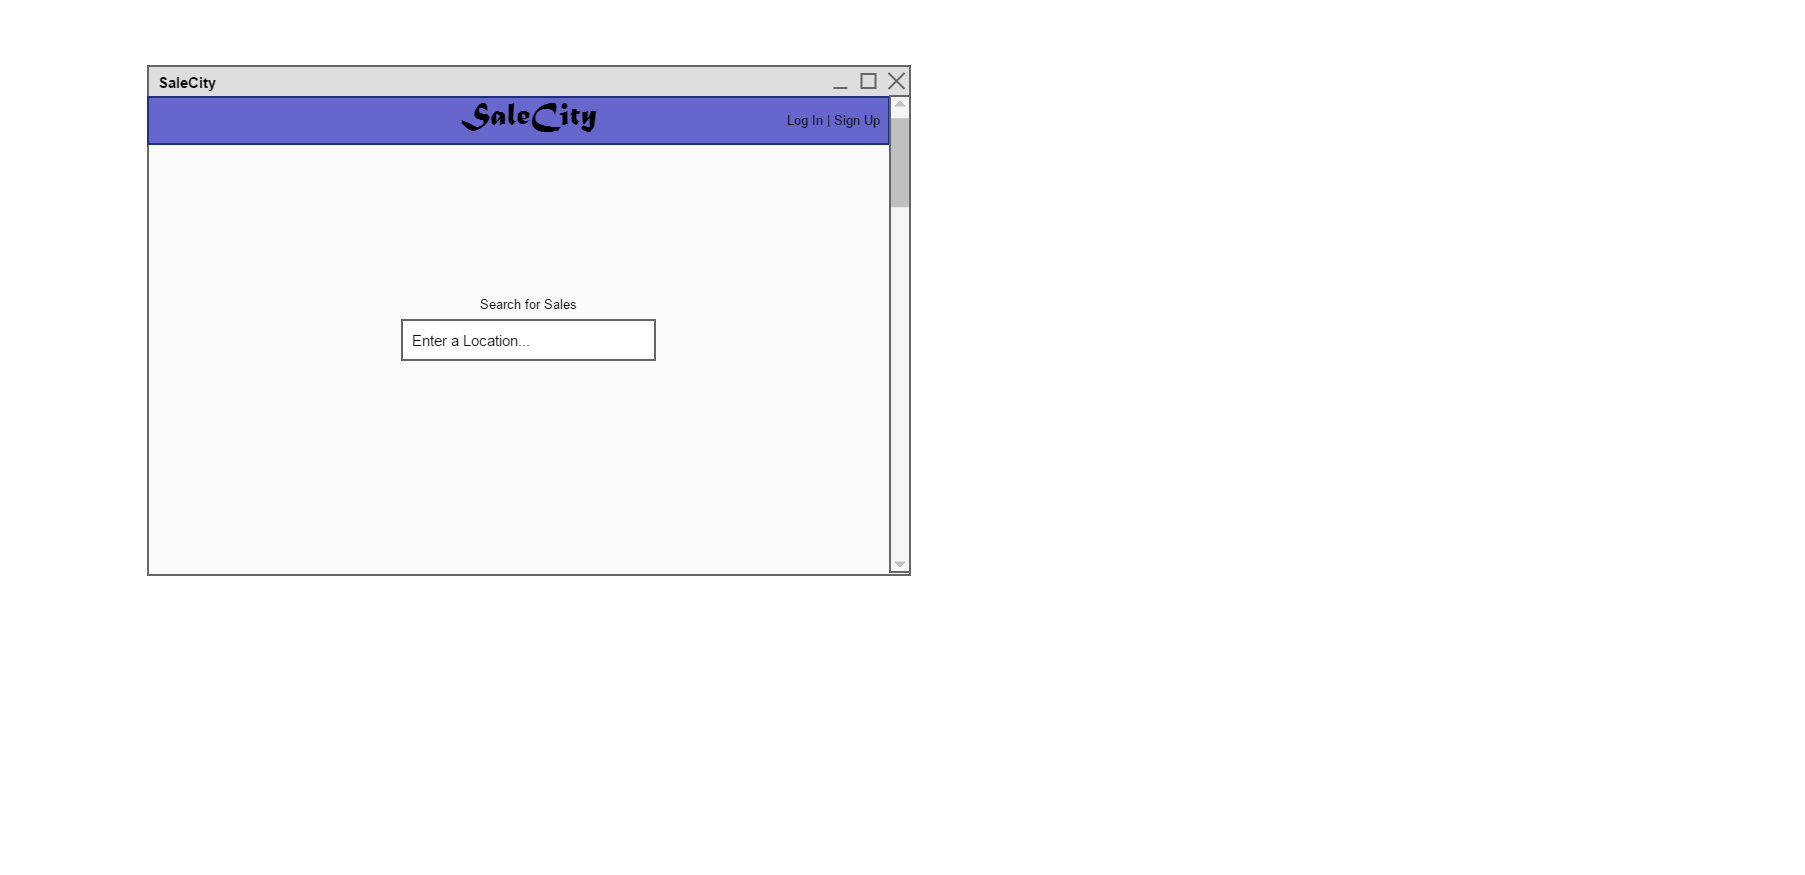 SaleCity
SaleCity
Log In | Sign Up
Search for Sales
Enter a Location...